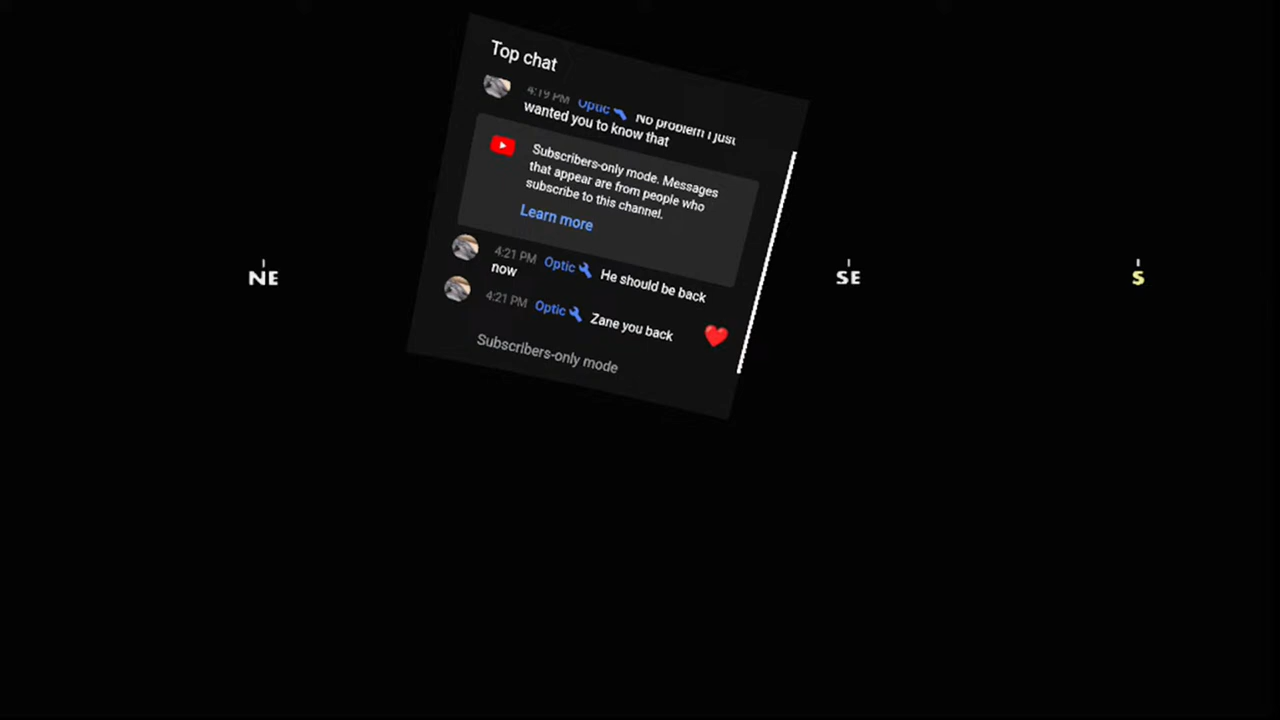 Top chat
4:19 PM Optic No problem I just
wanted you to know that
Subscribers-only mode. Messages
that appear are from people who
subscribe to this channel.
Learn more
4:21 PM Optic He should be back
now
4:21 PM Optic Zane you back
Subscribers-only mode
NE
SE
S